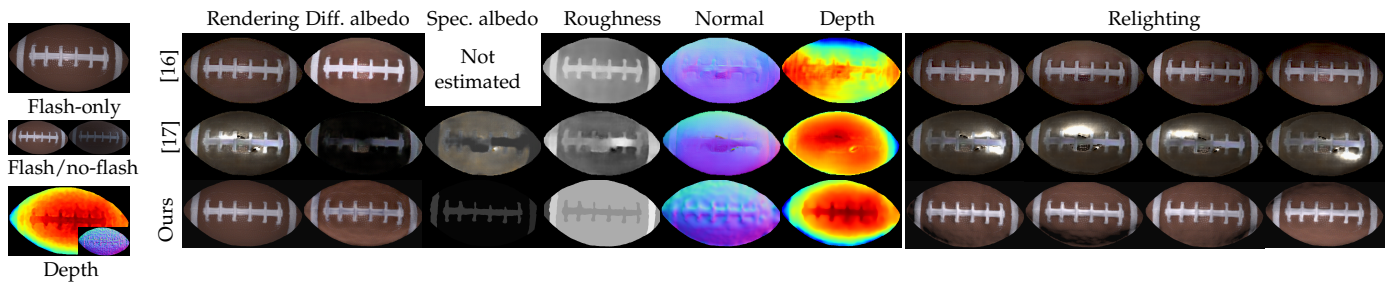 Rendering Diff. albedo Spec. albedo Roughness Normal Depth Relighting
[16]
Not
estimated
Flash-only
[17]
Flash/no-flash
Ours
Depth